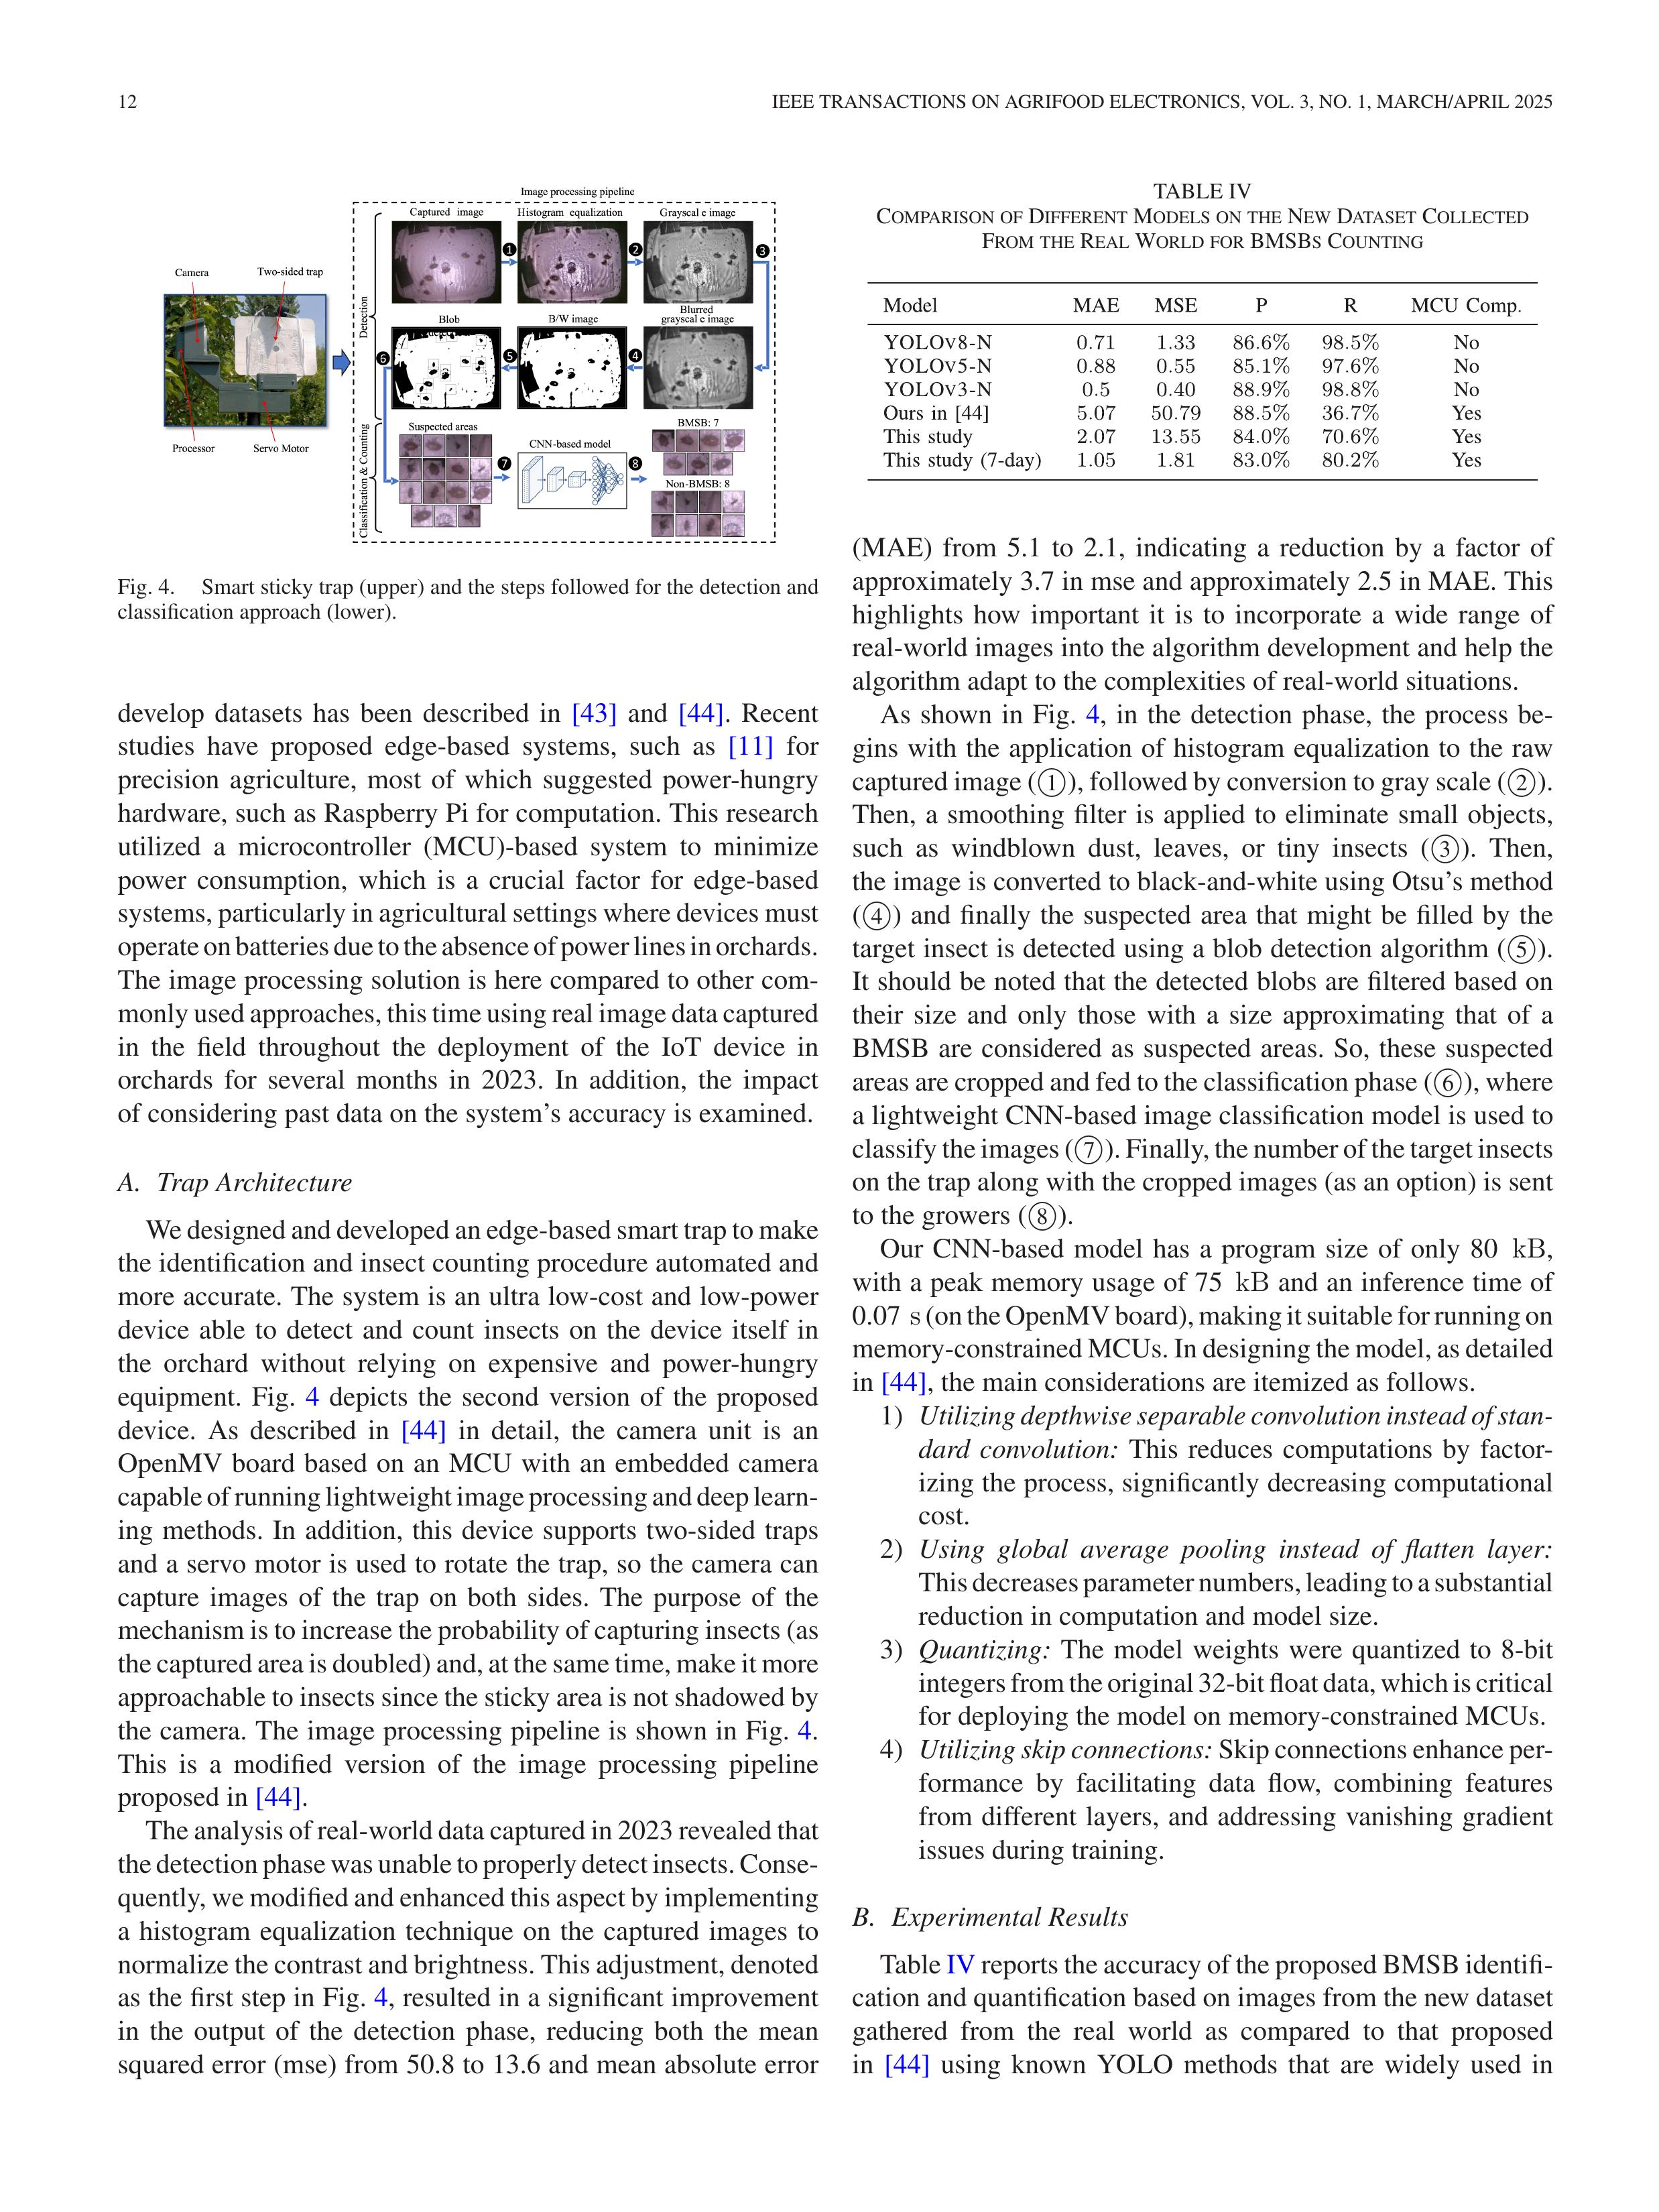 12
IEEE TRANSACTIONS ON AGRIFOOD ELECTRONICS, VOL. 3, NO. 1, MARCH/APRIL 2025
Image processing pipeline
Captured image
Histogram equalization
Grayscal e image
Camera
Two-sided trap
Processor
Servo Motor
Detection
1
2
3
Blob
B/W image
Blurred
grayscal e image
6
5
4
Classification & Counting
Suspected areas
CNN-based model
BMSB: 7
7
8
Non-BMSB: 8
Fig. 4. Smart sticky trap (upper) and the steps followed for the detection and
classification approach (lower).
develop datasets has been described in [43] and [44]. Recent
studies have proposed edge-based systems, such as [11] for
precision agriculture, most of which suggested power-hungry
hardware, such as Raspberry Pi for computation. This research
utilized a microcontroller (MCU)-based system to minimize
power consumption, which is a crucial factor for edge-based
systems, particularly in agricultural settings where devices must
operate on batteries due to the absence of power lines in orchards.
The image processing solution is here compared to other com-
monly used approaches, this time using real image data captured
in the field throughout the deployment of the IoT device in
orchards for several months in 2023. In addition, the impact
of considering past data on the system's accuracy is examined.
A. Trap Architecture
We designed and developed an edge-based smart trap to make
the identification and insect counting procedure automated and
more accurate. The system is an ultra low-cost and low-power
device able to detect and count insects on the device itself in
the orchard without relying on expensive and power-hungry
equipment. Fig. 4 depicts the second version of the proposed
device. As described in [44] in detail, the camera unit is an
OpenMV board based on an MCU with an embedded camera
capable of running lightweight image processing and deep learn-
ing methods. In addition, this device supports two-sided traps
and a servo motor is used to rotate the trap, so the camera can
capture images of the trap on both sides. The purpose of the
mechanism is to increase the probability of capturing insects (as
the captured area is doubled) and, at the same time, make it more
approachable to insects since the sticky area is not shadowed by
the camera. The image processing pipeline is shown in Fig. 4.
This is a modified version of the image processing pipeline
proposed in [44].
The analysis of real-world data captured in 2023 revealed that
the detection phase was unable to properly detect insects. Conse-
quently, we modified and enhanced this aspect by implementing
a histogram equalization technique on the captured images to
normalize the contrast and brightness. This adjustment, denoted
as the first step in Fig. 4, resulted in a significant improvement
in the output of the detection phase, reducing both the mean
squared error (mse) from 50.8 to 13.6 and mean absolute error
TABLE IV
COMPARISON OF DIFFERENT MODELS ON THE NEW DATASET COLLECTED
FROM THE REAL WORLD FOR BMSBS COUNTING
Model MAE MSE P R MCU Comp.
YOLOV8-N 0.71 1.33 86.6% 98.5% No
YOLOV5-N 0.88 0.55 85.1% 97.6% No
YOLOV3-N 0.5 0.40 88.9% 98.8% No
Ours in [44] 5.07 50.79 88.5% 36.7% Yes
This study 2.07 13.55 84.0% 70.6% Yes
This study (7-day) 1.05 1.81 83.0% 80.2% Yes
(MAE) from 5.1 to 2.1, indicating a reduction by a factor of
approximately 3.7 in mse and approximately 2.5 in MAE. This
highlights how important it is to incorporate a wide range of
real-world images into the algorithm development and help the
algorithm adapt to the complexities of real-world situations.
As shown in Fig. 4, in the detection phase, the process be-
gins with the application of histogram equalization to the raw
captured image (①), followed by conversion to gray scale (②).
Then, a smoothing filter is applied to eliminate small objects,
such as windblown dust, leaves, or tiny insects (③). Then,
the image is converted to black-and-white using Otsu's method
(④) and finally the suspected area that might be filled by the
target insect is detected using a blob detection algorithm (⑤).
It should be noted that the detected blobs are filtered based on
their size and only those with a size approximating that of a
BMSB are considered as suspected areas. So, these suspected
areas are cropped and fed to the classification phase (⑥), where
a lightweight CNN-based image classification model is used to
classify the images (⑦). Finally, the number of the target insects
on the trap along with the cropped images (as an option) is sent
to the growers (⑧).
Our CNN-based model has a program size of only 80 kB,
with a peak memory usage of 75 kB and an inference time of
0.07 s (on the OpenMV board), making it suitable for running on
memory-constrained MCUs. In designing the model, as detailed
in [44], the main considerations are itemized as follows.
1) Utilizing depthwise separable convolution instead of stan-
dard convolution: This reduces computations by factor-
izing the process, significantly decreasing computational
cost.
2) Using global average pooling instead of flatten layer:
This decreases parameter numbers, leading to a substantial
reduction in computation and model size.
3) Quantizing: The model weights were quantized to 8-bit
integers from the original 32-bit float data, which is critical
for deploying the model on memory-constrained MCUs.
4) Utilizing skip connections: Skip connections enhance per-
formance by facilitating data flow, combining features
from different layers, and addressing vanishing gradient
issues during training.
B. Experimental Results
Table IV reports the accuracy of the proposed BMSB identifi-
cation and quantification based on images from the new dataset
gathered from the real world as compared to that proposed
in [44] using known YOLO methods that are widely used in